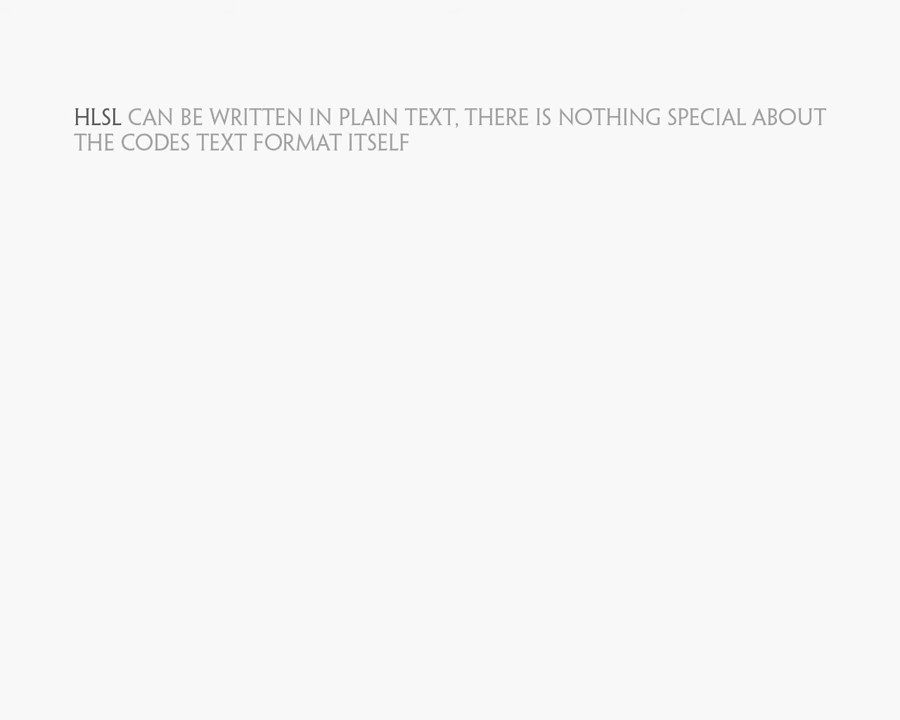 HLSL CAN BE WRITTEN IN PLAIN TEXT, THERE IS NOTHING SPECIAL ABOUT
THE CODES TEXT FORMAT ITSELF